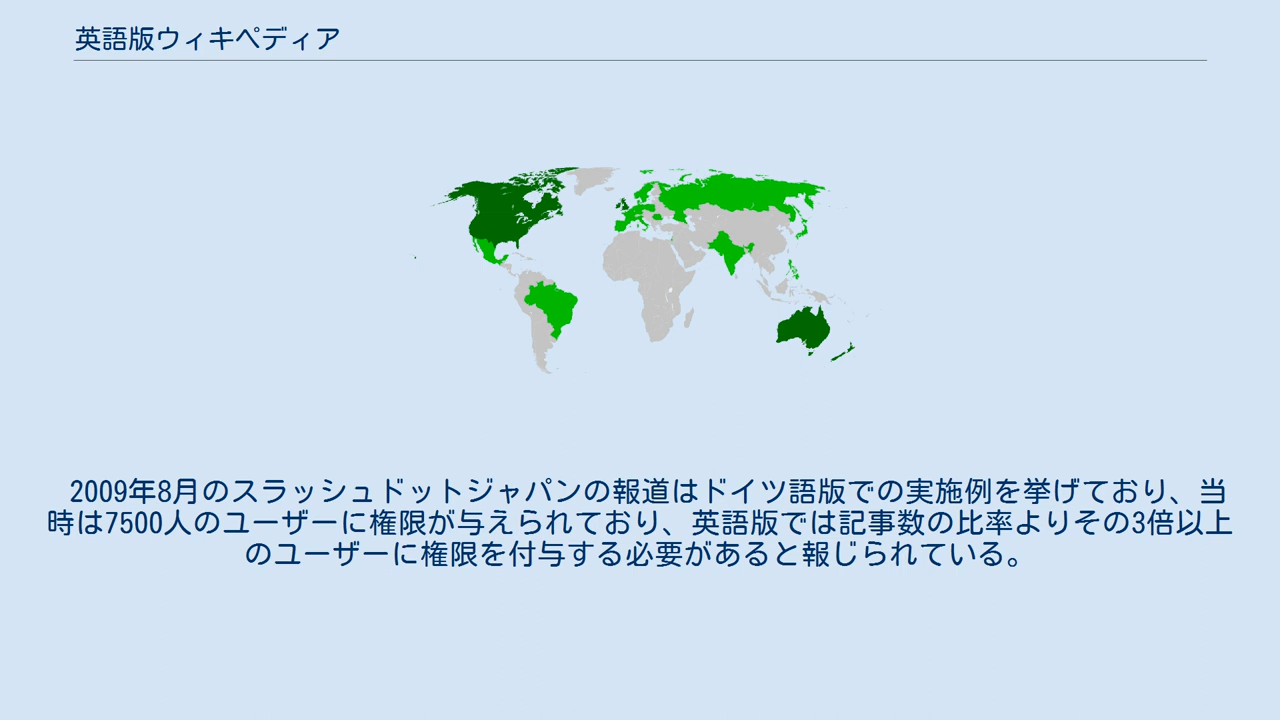 英語版ウィキペディア
2009年8月のスラッシュドットジャパンの報道はドイツ語版での実施例を挙げており、当
時は7500人のユーザーに権限が与えられており、英語版では記事数の比率よりその3倍以上
のユーザーに権限を付与する必要があると報じられている。